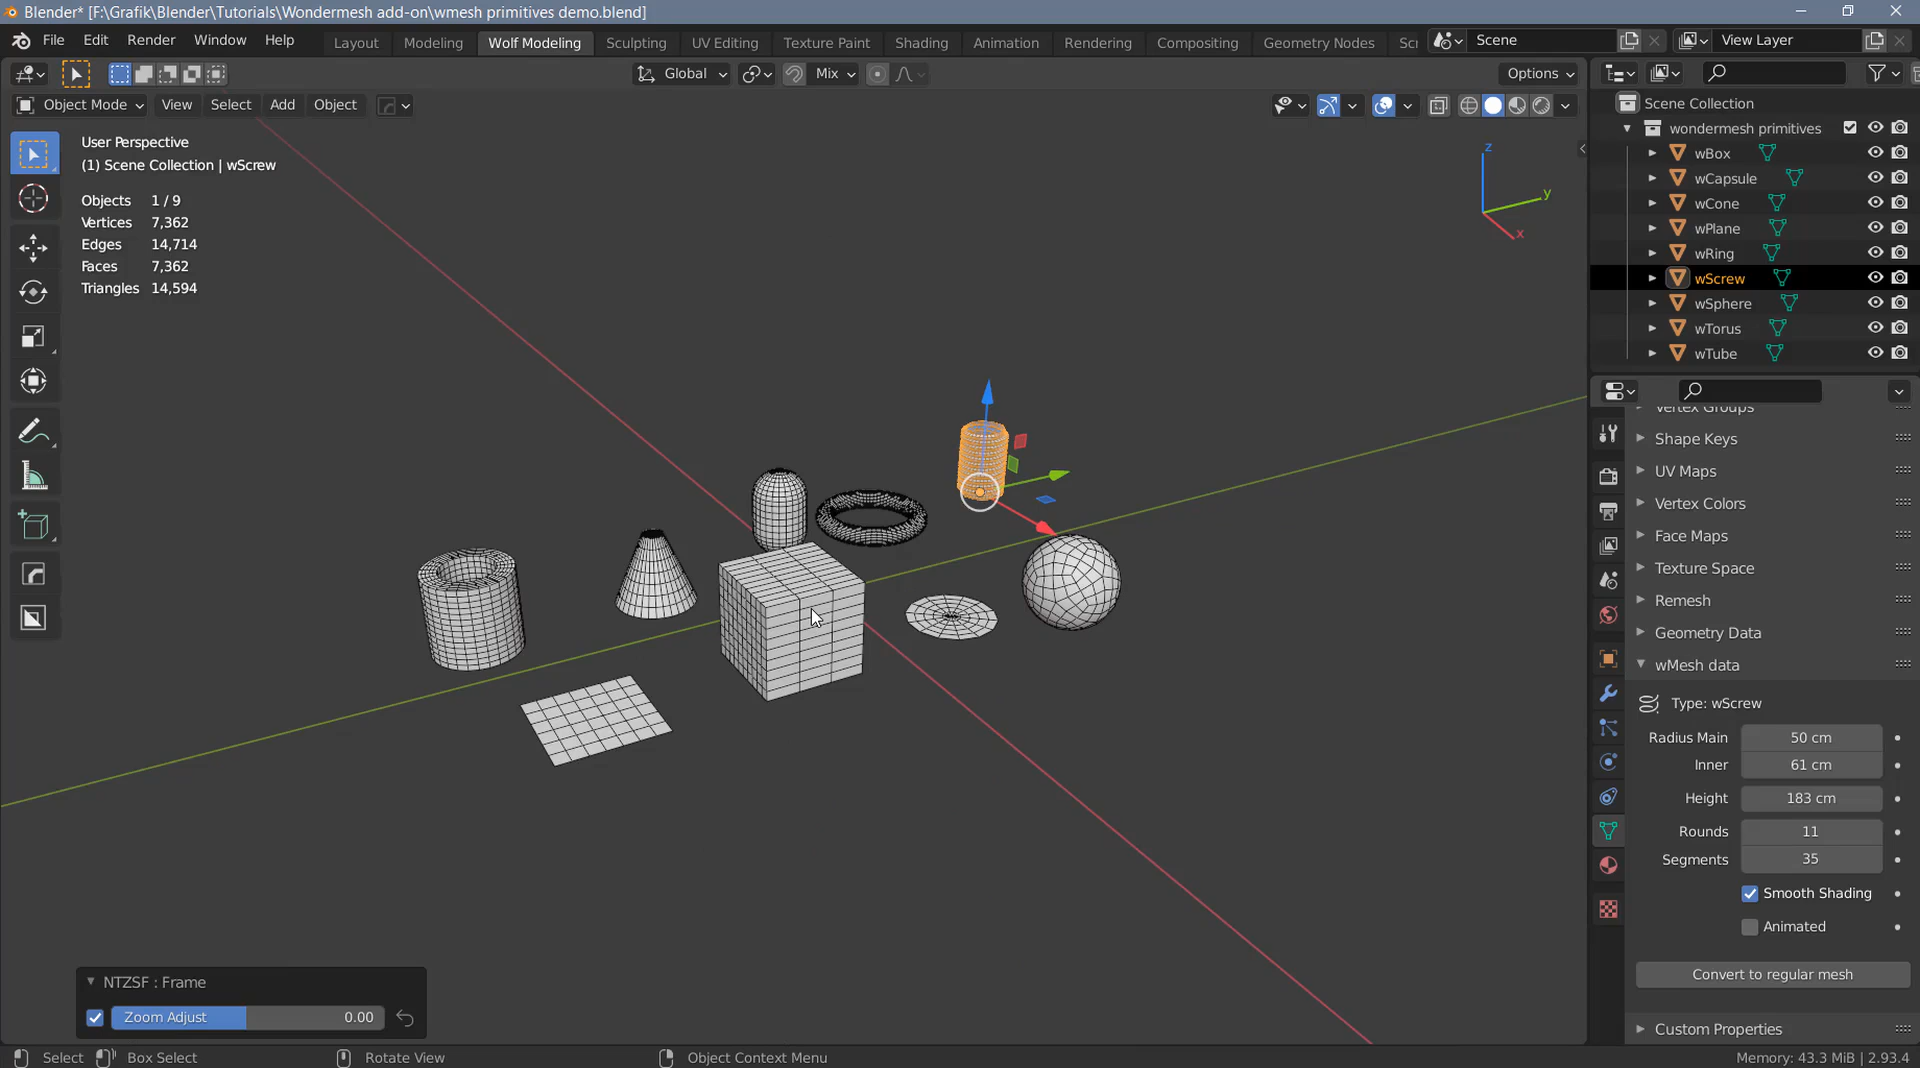 Blender* [F:\Grafik\Blender\Tutorials\Wondermesh add-on\wmesh primitives demo.blend]
File Edit Render Window Help Layout Modeling Wolf Modeling Sculpting UV Editing Texture Paint Shading Animation Rendering Compositing Geometry Nodes Sc Scene View Layer
Global Mix Options
Object Mode View Select Add Object
User Perspective
(1) Scene Collection | wScrew
Objects 1 / 9
Vertices 7,362
Edges 14,714
Faces 7,362
Triangles 14,594
z
y
x
Scene Collection
wondermesh primitives
wBox
wCapsule
wCone
wPlane
wRing
wScrew
wSphere
wTorus
wTube
Vertex Groups
Shape Keys
UV Maps
Vertex Colors
Face Maps
Texture Space
Remesh
Geometry Data
wMesh data
Type: wScrew
Radius Main 50 cm
Inner 61 cm
Height 183 cm
Rounds 11
Segments 35
Smooth Shading
Animated
Convert to regular mesh
Custom Properties
NTZSF : Frame
Zoom Adjust 0.00
Select Box Select Rotate View Object Context Menu Memory: 43.3 MiB | 2.93.4